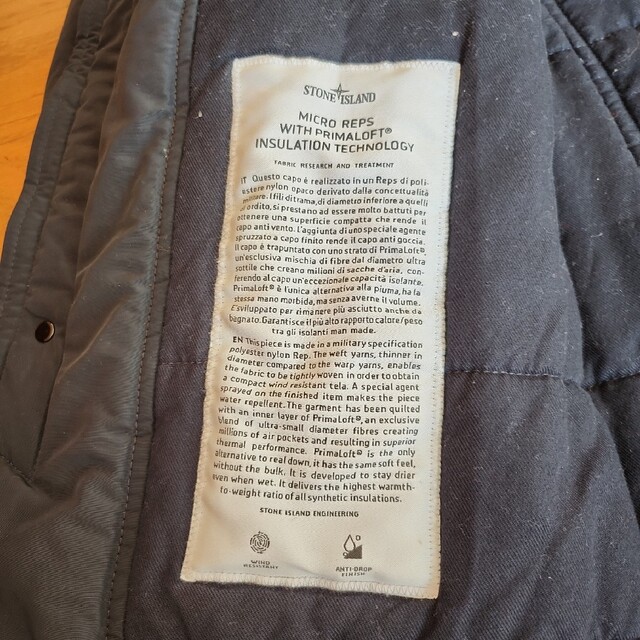 STONE ISLAND
MICRO REPS
WITH PRIMALOFT®
INSULATION TECHNOLOGY
FABRIC RESEARCH AND TREATMENT
IT Questo capo è realizzato in un Reps di poli-
estere nylon opaco derivato dalla concettualità
militare. I fili di trama, di diametro inferiore a quelli
d'ordito, si prestano ad essere molto battuti per
ottenere una superficie compatta che rende il
capo anti vento. L'aggiunta di uno speciale agente
spruzzato a capo finito rende il capo anti goccia.
Il capo è trapuntato con uno strato di PrimaLoft®
un'esclusiva mischia di fibre dal diametro ultra
sottile che creano milioni di sacche d'aria, con-
ferendo al capo un'eccezionale capacità isolante.
PrimaLoft® è l'unica alternativa alla piuma, ha la
stessa mano morbida, ma senza averne il volume.
È sviluppato per rimanere più asciutto anche da
bagnato. Garantisce il più alto rapporto calore/peso
tra gli isolanti man made.
EN This piece is made in a military specification
polyester nylon Rep. The weft yarns, thinner in
diameter compared to the warp yarns, enables
the fabric to be tightly woven in order to obtain
a compact wind resistant tela. A special agent
sprayed on the finished item makes the piece
water repellent. The garment has been quilted
with an inner layer of PrimaLoft®, an exclusive
blend of ultra-small diameter fibres creating
millions of air pockets and resulting in superior
thermal performance. PrimaLoft® is the only
alternative to real down, it has the same soft feel,
without the bulk. It is developed to stay drier
even when wet. It delivers the highest warmth-
to-weight ratio of all synthetic insulations.
STONE ISLAND ENGINEERING
WIND
RESISTANT
ANTI-DROP
FINISH